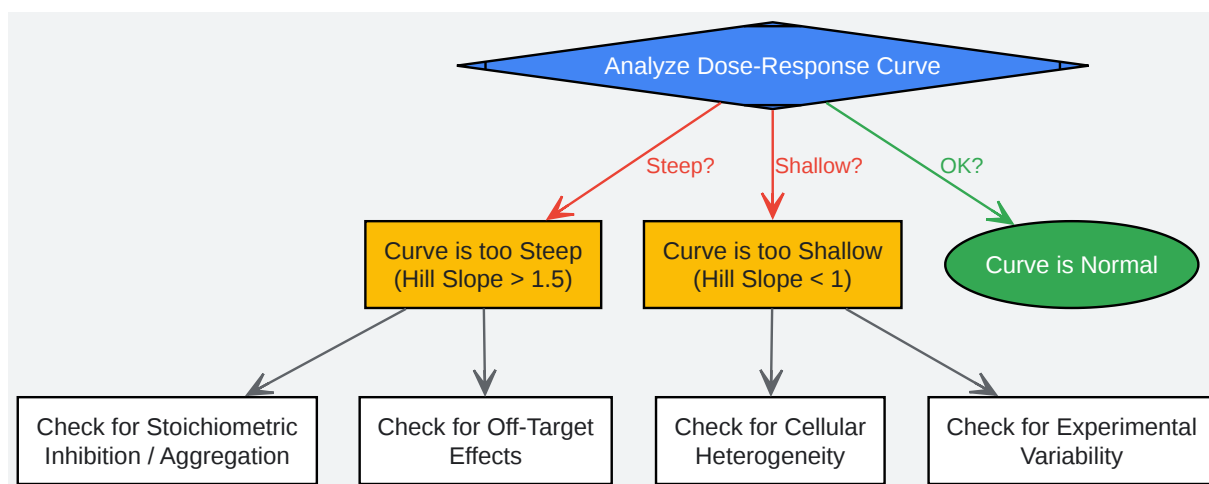 Analyze Dose-Response Curve
Steep?
Shallow?
OK?
Curve is too Steep
(Hill Slope > 1.5)
Curve is too Shallow
(Hill Slope < 1)
Curve is Normal
Check for Stoichiometric
Inhibition / Aggregation
Check for Off-Target
Effects
Check for Cellular
Heterogeneity
Check for Experimental
Variability